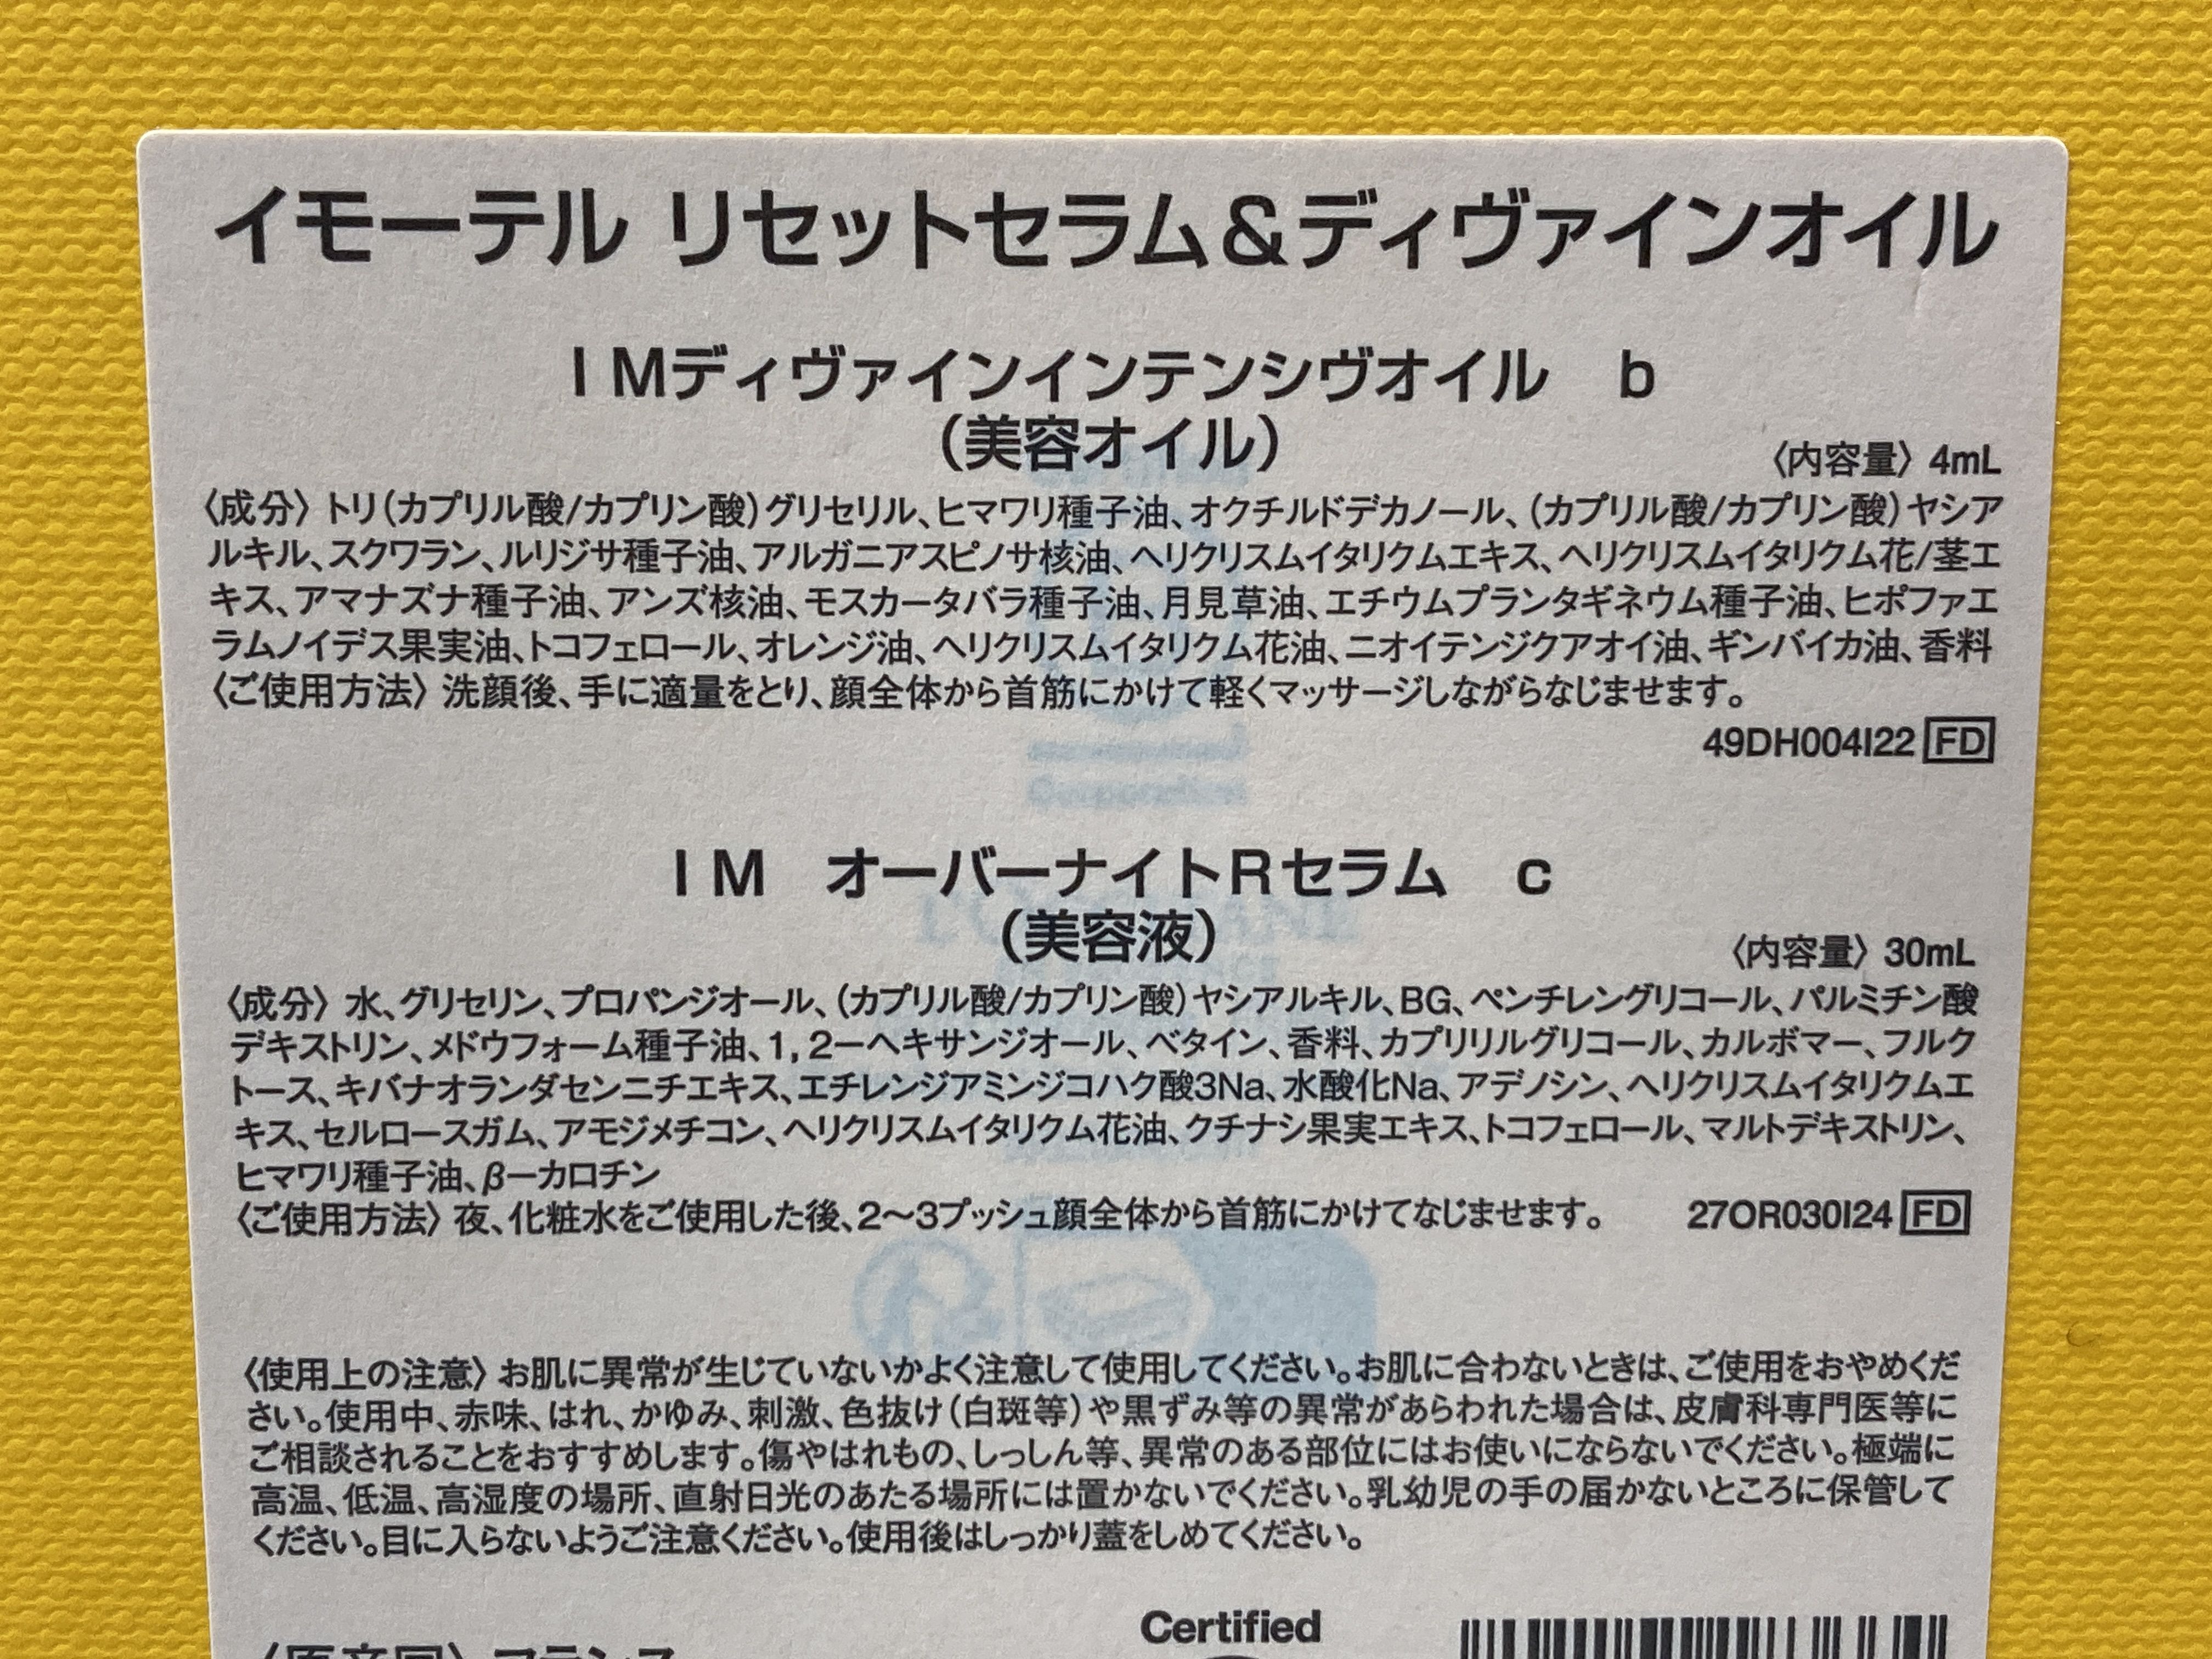 イモーテル リセットセラム&ディヴァインオイル
IMディヴァインインテンシヴオイル b
（美容オイル）
〈内容量〉 4mL
〈成分〉 トリ（カプリル酸/カプリン酸）グリセリル、ヒマワリ種子油、オクチルドデカノール、（カプリル酸/カプリン酸）ヤシア
ルキル、スクワラン、ルリジサ種子油、アルガニアスピノサ核油、ヘリクリスムイタリクムエキス、ヘリクリスムイタリクム花/茎エ
キス、アマナズナ種子油、アンズ核油、モスカータバラ種子油、月見草油、エチウムプランタギネウム種子油、ヒポファエ
ラムノイデス果実油、トコフェロール、オレンジ油、ヘリクリスムイタリクム花油、ニオイテンジクアオイ油、ギンバイカ油、香料
〈ご使用方法〉 洗顔後、手に適量をとり、顔全体から首筋にかけて軽くマッサージしながらなじませます。
49DH004I22 FD
IM オーバーナイトRセラム c
（美容液）
〈内容量〉 30mL
〈成分〉 水、グリセリン、プロパンジオール、（カプリル酸/カプリン酸）ヤシアルキル、BG、ペンチレングリコール、パルミチン酸
デキストリン、メドウフォーム種子油、1,2ーヘキサンジオール、ベタイン、香料、カプリリルグリコール、カルボマー、フルク
トース、キバナオランダセンニチエキス、エチレンジアミンジコハク酸3Na、水酸化Na、アデノシン、ヘリクリスムイタリクムエ
キス、セルロースガム、アモジメチコン、ヘリクリスムイタリクム花油、クチナシ果実エキス、トコフェロール、マルトデキストリン、
ヒマワリ種子油、βーカロチン
〈ご使用方法〉 夜、化粧水をご使用した後、2〜3プッシュ顔全体から首筋にかけてなじませます。 27OR030I24 FD
〈使用上の注意〉 お肌に異常が生じていないかよく注意して使用してください。お肌に合わないときは、ご使用をおやめくだ
さい。使用中、赤味、はれ、かゆみ、刺激、色抜け（白斑等）や黒ずみ等の異常があらわれた場合は、皮膚科専門医等に
ご相談されることをおすすめします。傷やはれもの、しっしん等、異常のある部位にはお使いにならないでください。極端に
高温、低温、高湿度の場所、直射日光のあたる場所には置かないでください。乳幼児の手の届かないところに保管して
ください。目に入らないようご注意ください。使用後はしっかり蓋をしめてください。
Certified
〈原産国〉 フランス